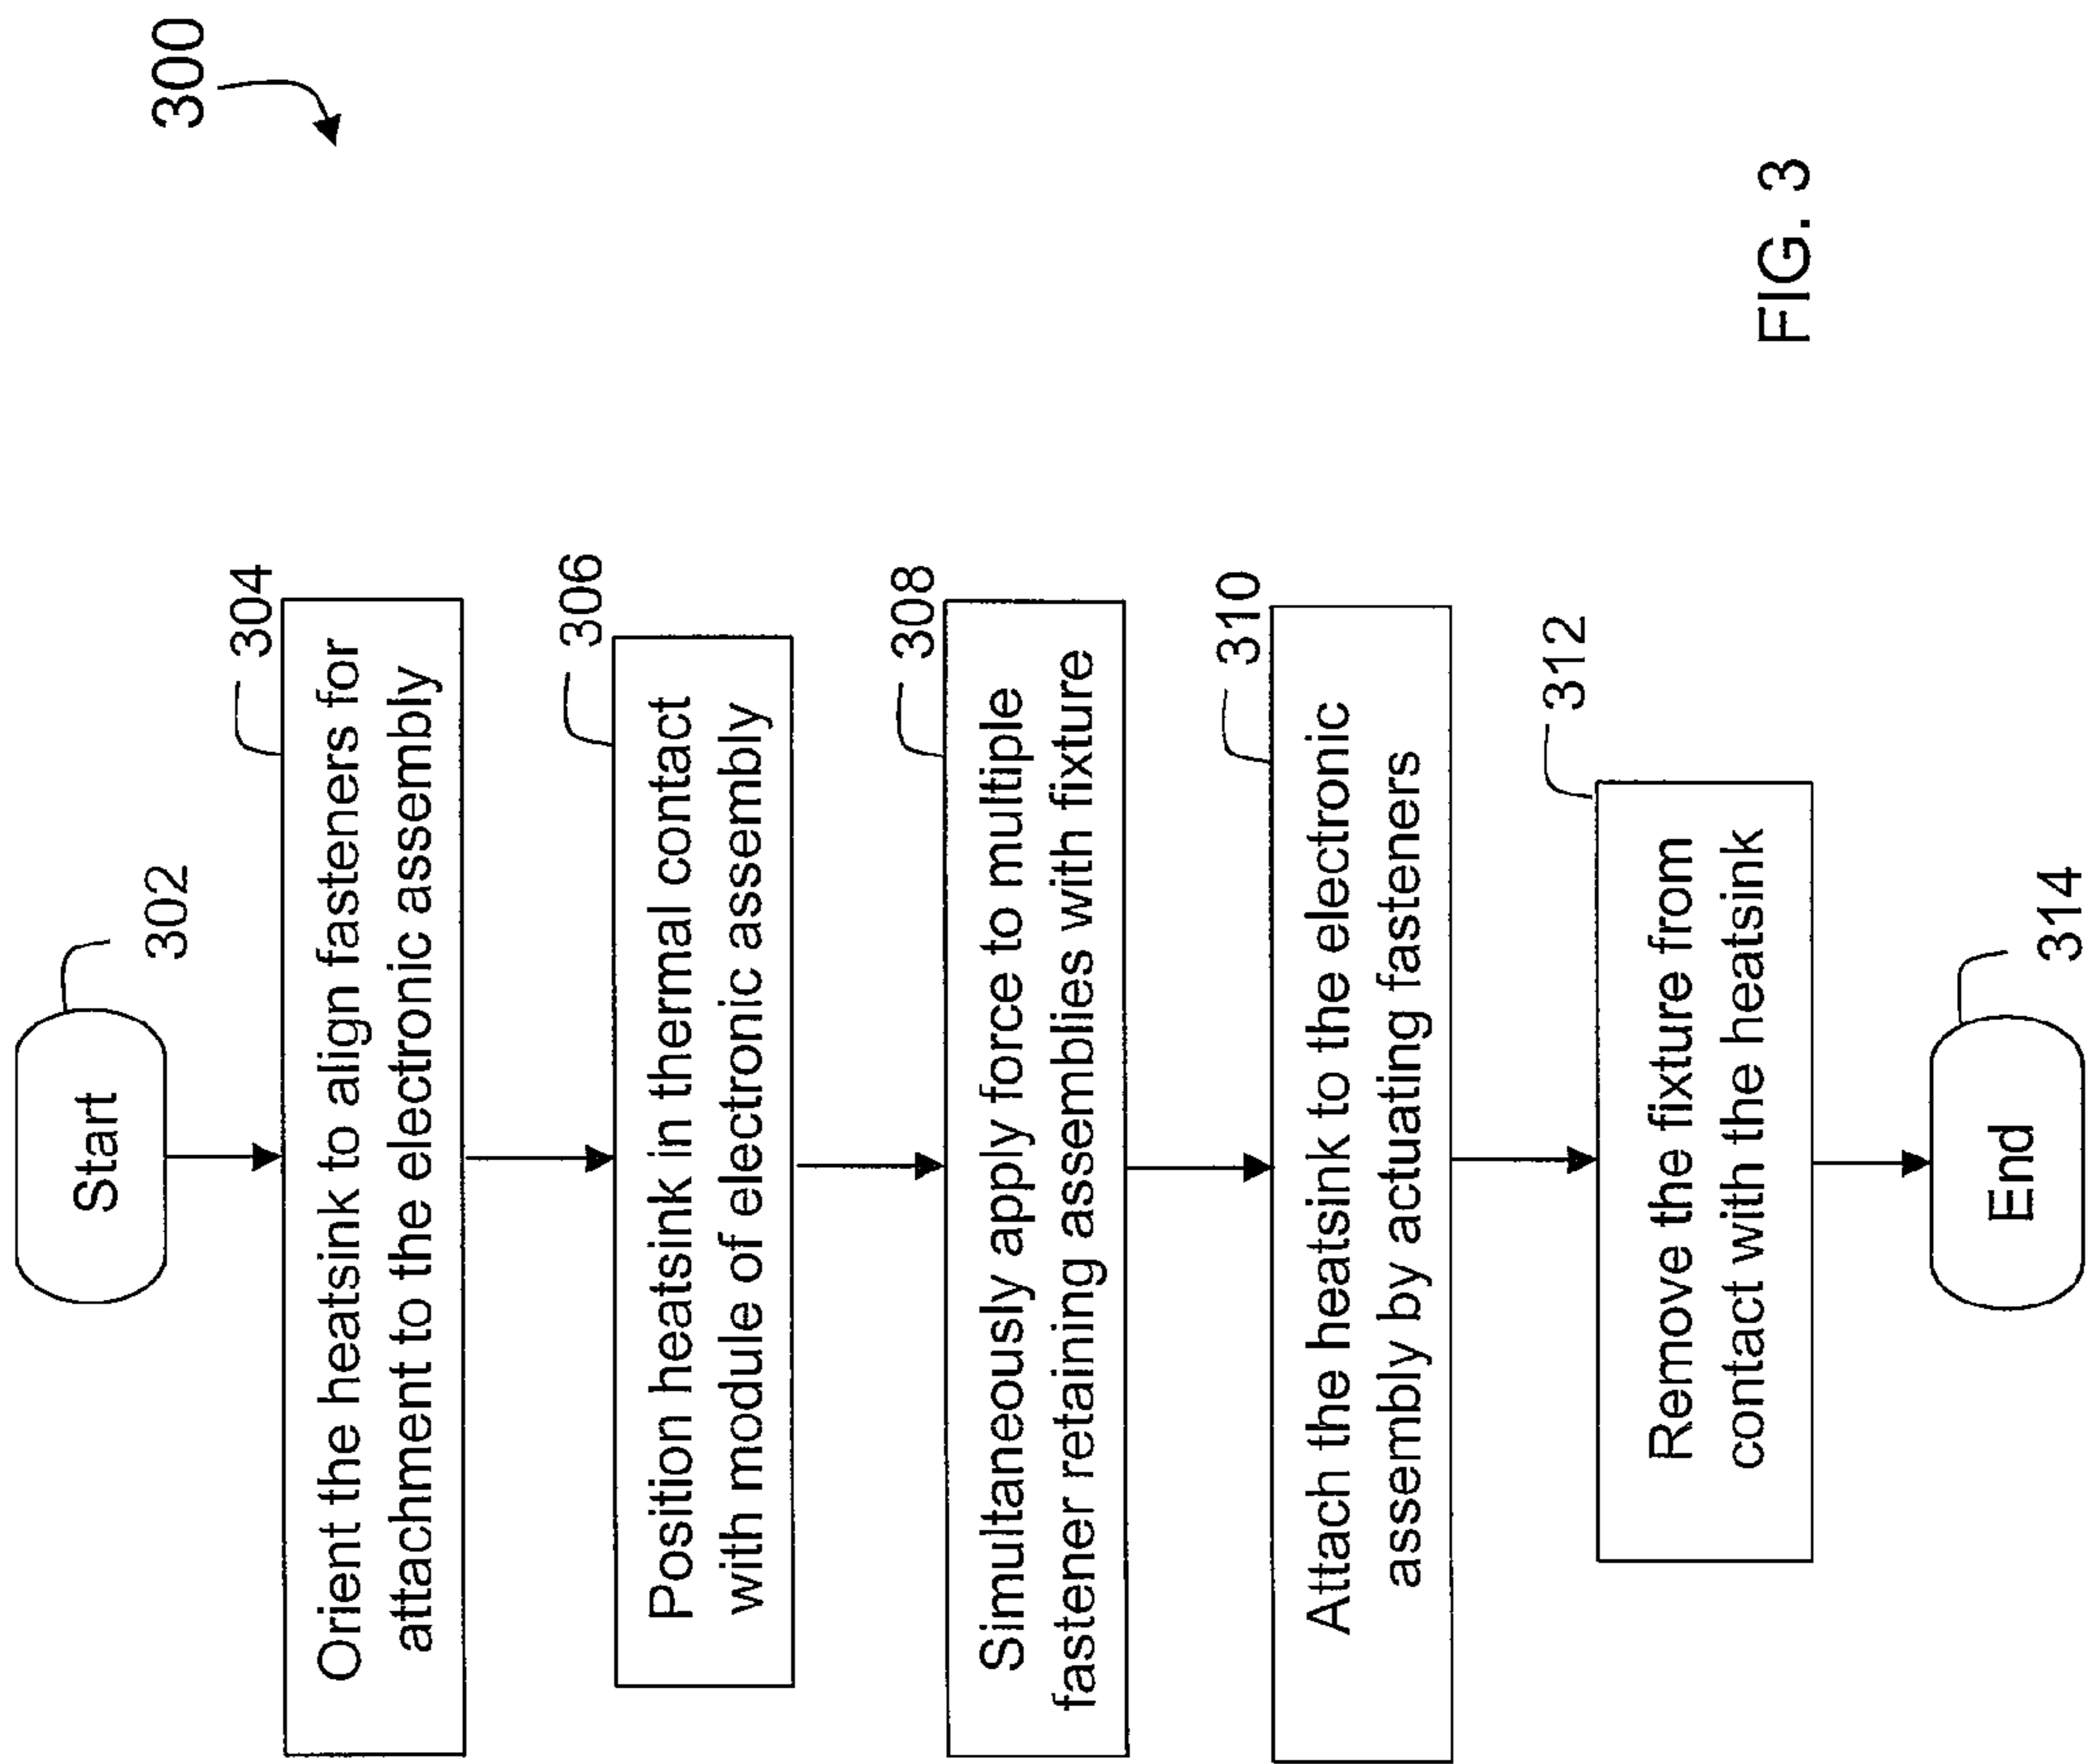 300
Start
302
304
Orient the heatsink to align fasteners for
attachment to the electronic assembly
306
Position heatsink in thermal contact
with module of electronic assembly
308
Simultaneously apply force to multiple
fastener retaining assemblies with fixture
310
Attach the heatsink to the electronic
assembly by actuating fasteners
312
Remove the fixture from
contact with the heatsink
End
314
FIG. 3